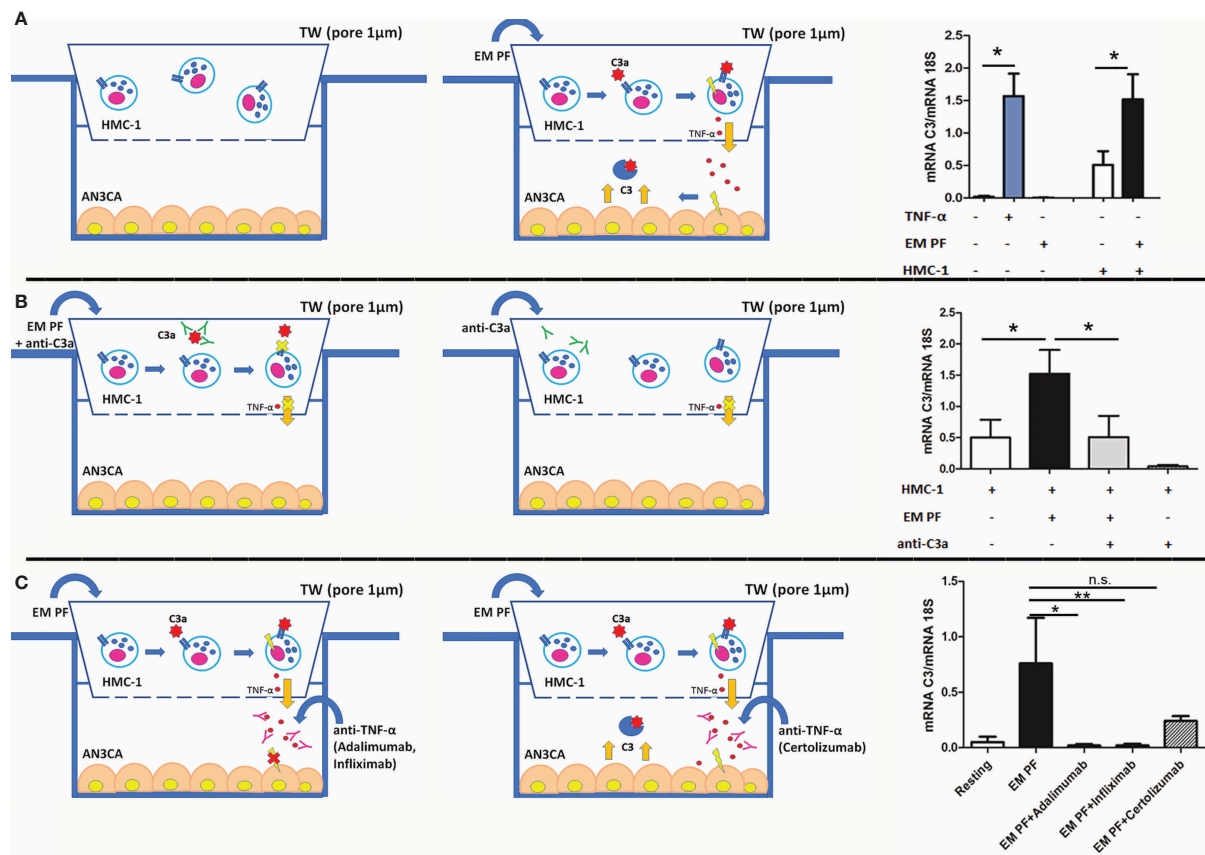 A
TW (pore 1µm)
HMC-1
AN3CA
EM PF
TW (pore 1µm)
C3a
HMC-1
TNF-α
C3
AN3CA
mRNA C3/mRNA 18S
2.5
2.0
1.5
1.0
0.5
0.0
* *
TNF-α - + - - -
EM PF - - + - +
HMC-1 - - - + +
B
EM PF
+ anti-C3a
TW (pore 1µm)
C3a
HMC-1
TNF-α
AN3CA
anti-C3a
TW (pore 1µm)
HMC-1
TNF-α
AN3CA
mRNA C3/mRNA 18S
2.5
2.0
1.5
1.0
0.5
0.0
* *
HMC-1 + + + +
EM PF - + + -
anti-C3a - - + +
C
EM PF
TW (pore 1µm)
C3a
HMC-1
TNF-α
anti-TNF-α
(Adalimumab,
Infliximab)
AN3CA
EM PF
TW (pore 1µm)
C3a
HMC-1
TNF-α
C3
anti-TNF-α
(Certolizumab)
AN3CA
mRNA C3/mRNA 18S
1.5
1.0
0.5
0.0
n.s.
**
*
Resting
EM PF
EM PF+Adalimumab
EM PF+Infliximab
EM PF+Certolizumab